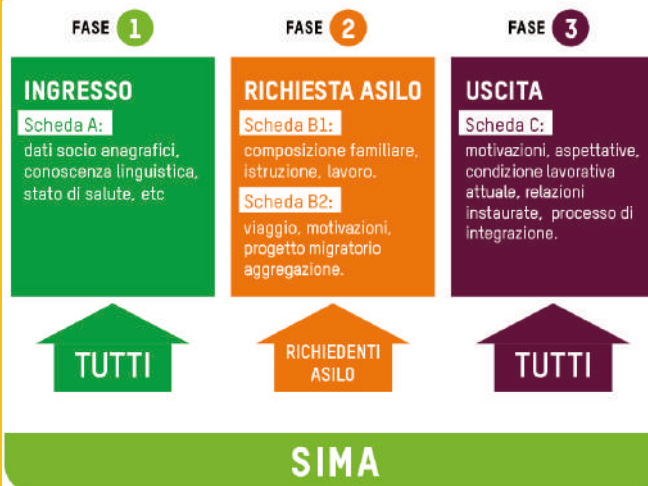 FASE 1
INGRESSO
Scheda A:
dati socio anagrafici,
conoscenza linguistica,
stato di salute, etc
TUTTI
FASE 2
RICHIESTA ASILO
Scheda B1:
composizione familiare,
istruzione, lavoro.
Scheda B2:
viaggio, motivazioni,
progetto migratorio
aggregazione.
RICHIEDENTI
ASILO
FASE 3
USCITA
Scheda C:
motivazioni, aspettative,
condizione lavorativa
attuale, relazioni
instaurate, processo di
integrazione.
TUTTI
SIMA